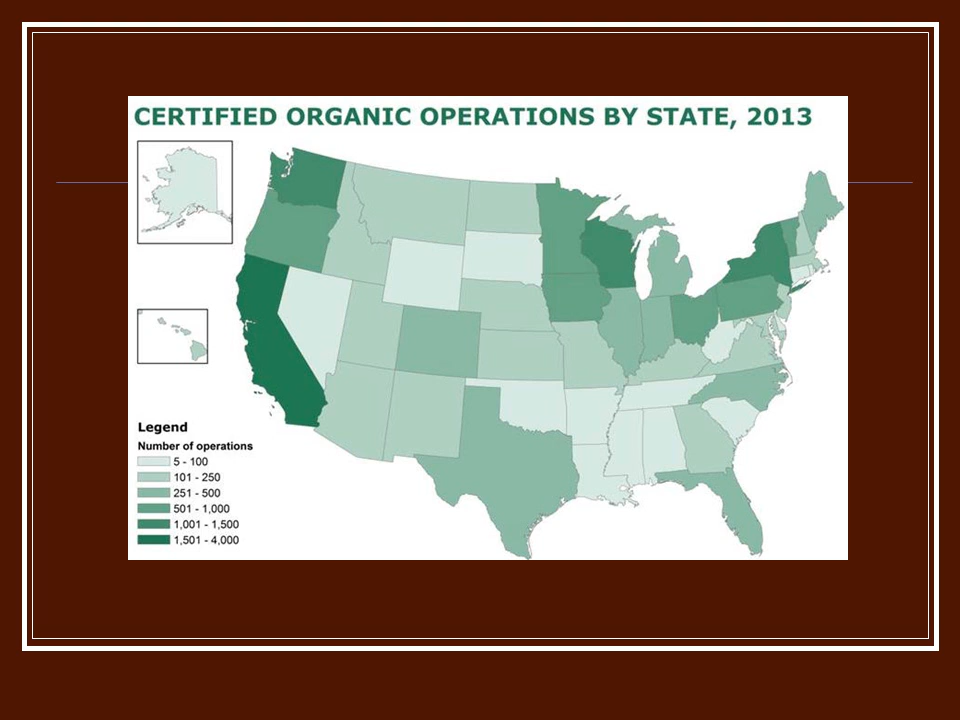 CERTIFIED ORGANIC OPERATIONS BY STATE, 2013
Legend
Number of operations
5 - 100
101 - 250
251 - 500
501 - 1,000
1,001 - 1,500
1,501 - 4,000